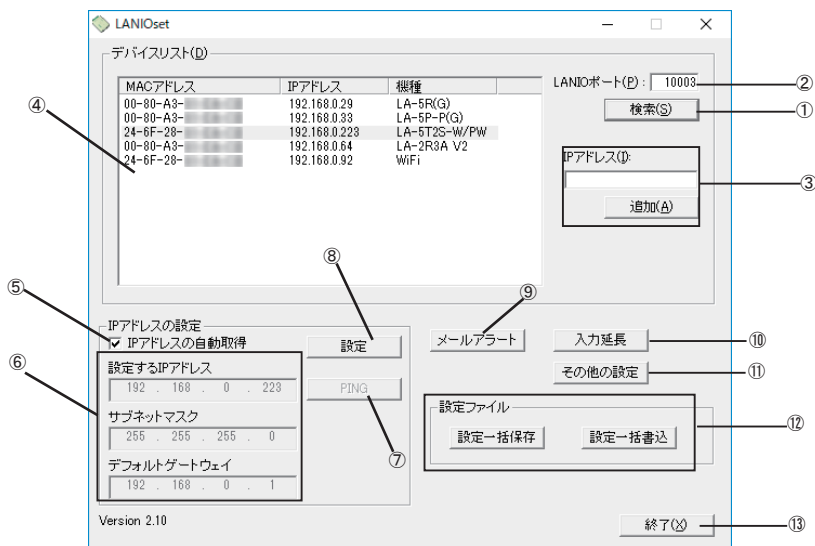 LANIOset
デバイスリスト(D)
MACアドレス IPアドレス 機種
00-80-A3- 192.168.0.29 LA-5R(G)
00-80-A3- 192.168.0.33 LA-5P-P(G)
24-6F-28- 192.168.0.223 LA-5T2S-W/PW
00-80-A3- 192.168.0.64 LA-2R3A V2
24-6F-28- 192.168.0.92 WiFi
④
LANIOポート(P): 10003
②
検索(S)
①
IPアドレス(I):
③
追加(A)
⑤
IPアドレスの設定
IPアドレスの自動取得
⑧
設定
⑥
設定するIPアドレス
192 . 168 . 0 . 223
PING
サブネットマスク
255 . 255 . 255 . 0
⑦
デフォルトゲートウェイ
192 . 168 . 0 . 1
⑨
メールアラート
入力延長
⑩
その他の設定
⑪
設定ファイル
設定一括保存 設定一括書込
⑫
Version 2.10
終了(X)
⑬